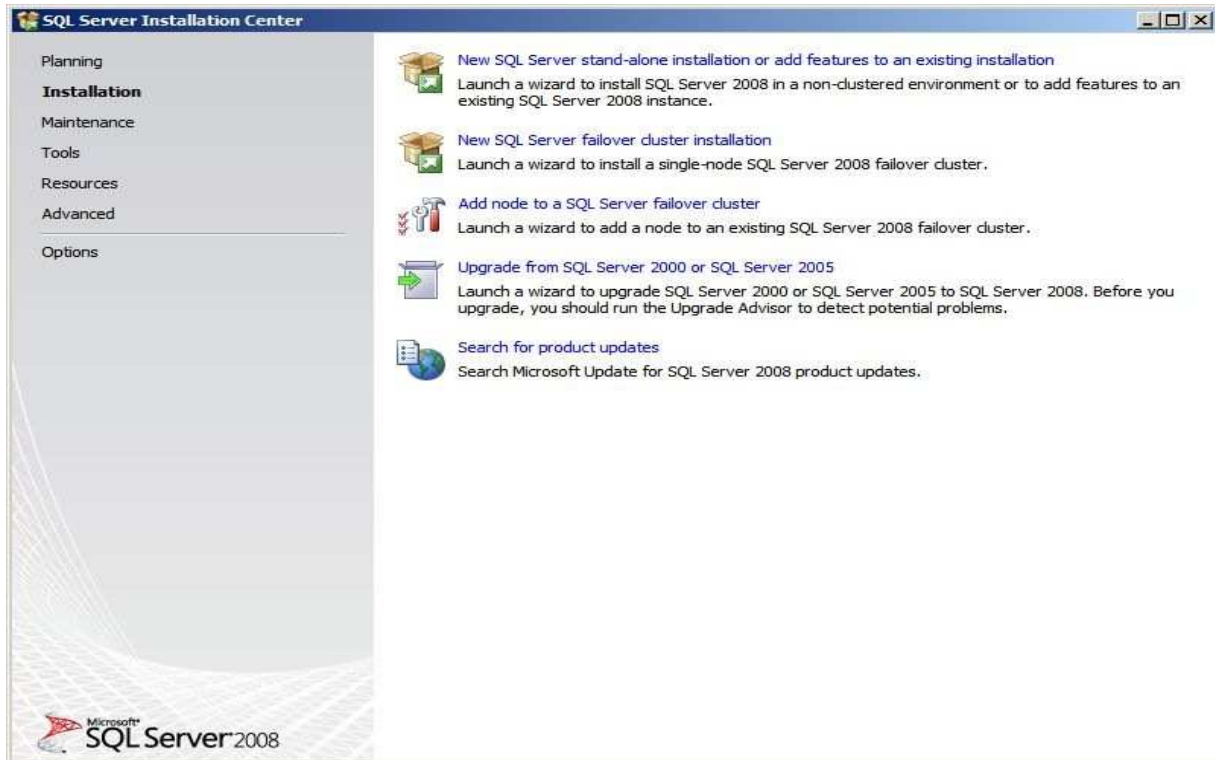 SQL Server Installation Center
Planning
Installation
Maintenance
Tools
Resources
Advanced
Options
New SQL Server stand-alone installation or add features to an existing installation
Launch a wizard to install SQL Server 2008 in a non-clustered environment or to add features to an
existing SQL Server 2008 instance.
New SQL Server failover cluster installation
Launch a wizard to install a single-node SQL Server 2008 failover cluster.
Add node to a SQL Server failover cluster
Launch a wizard to add a node to an existing SQL Server 2008 failover cluster.
Upgrade from SQL Server 2000 or SQL Server 2005
Launch a wizard to upgrade SQL Server 2000 or SQL Server 2005 to SQL Server 2008. Before you
upgrade, you should run the Upgrade Advisor to detect potential problems.
Search for product updates
Search Microsoft Update for SQL Server 2008 product updates.
Microsoft
SQL Server 2008